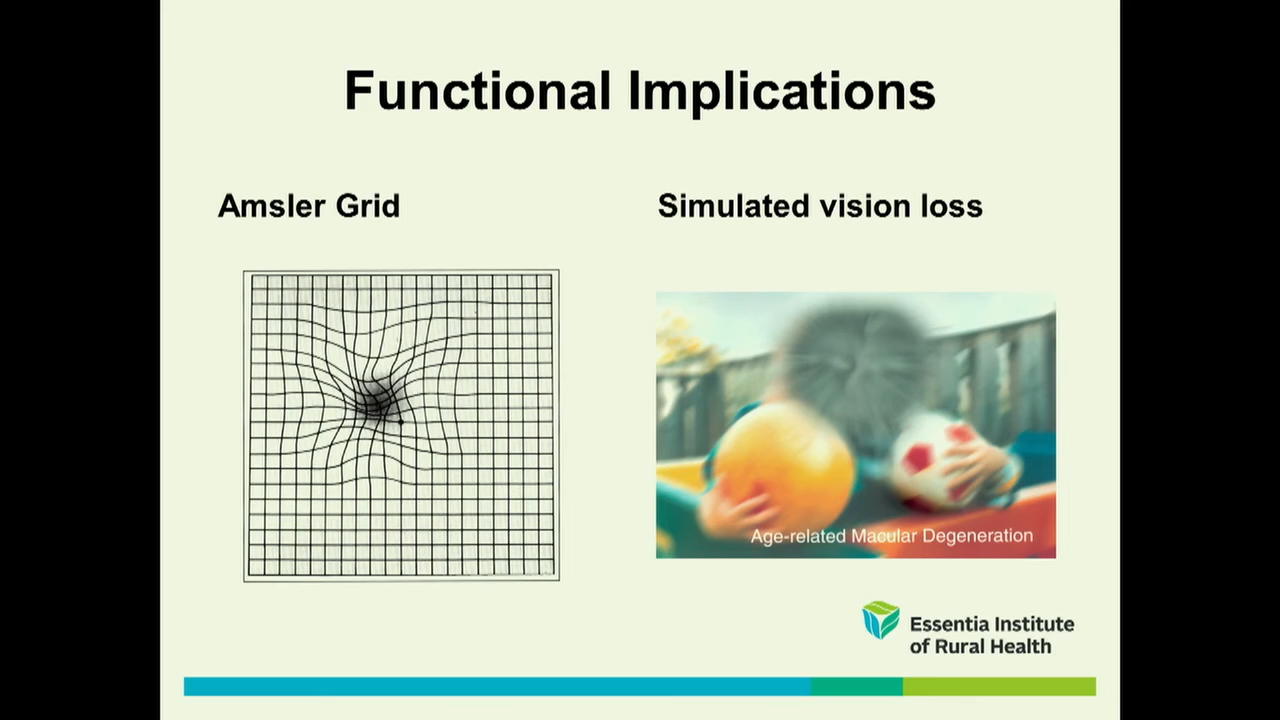 Functional Implications
Amsler Grid
Simulated vision loss
Age-related Macular Degeneration
Essentia Institute
of Rural Health